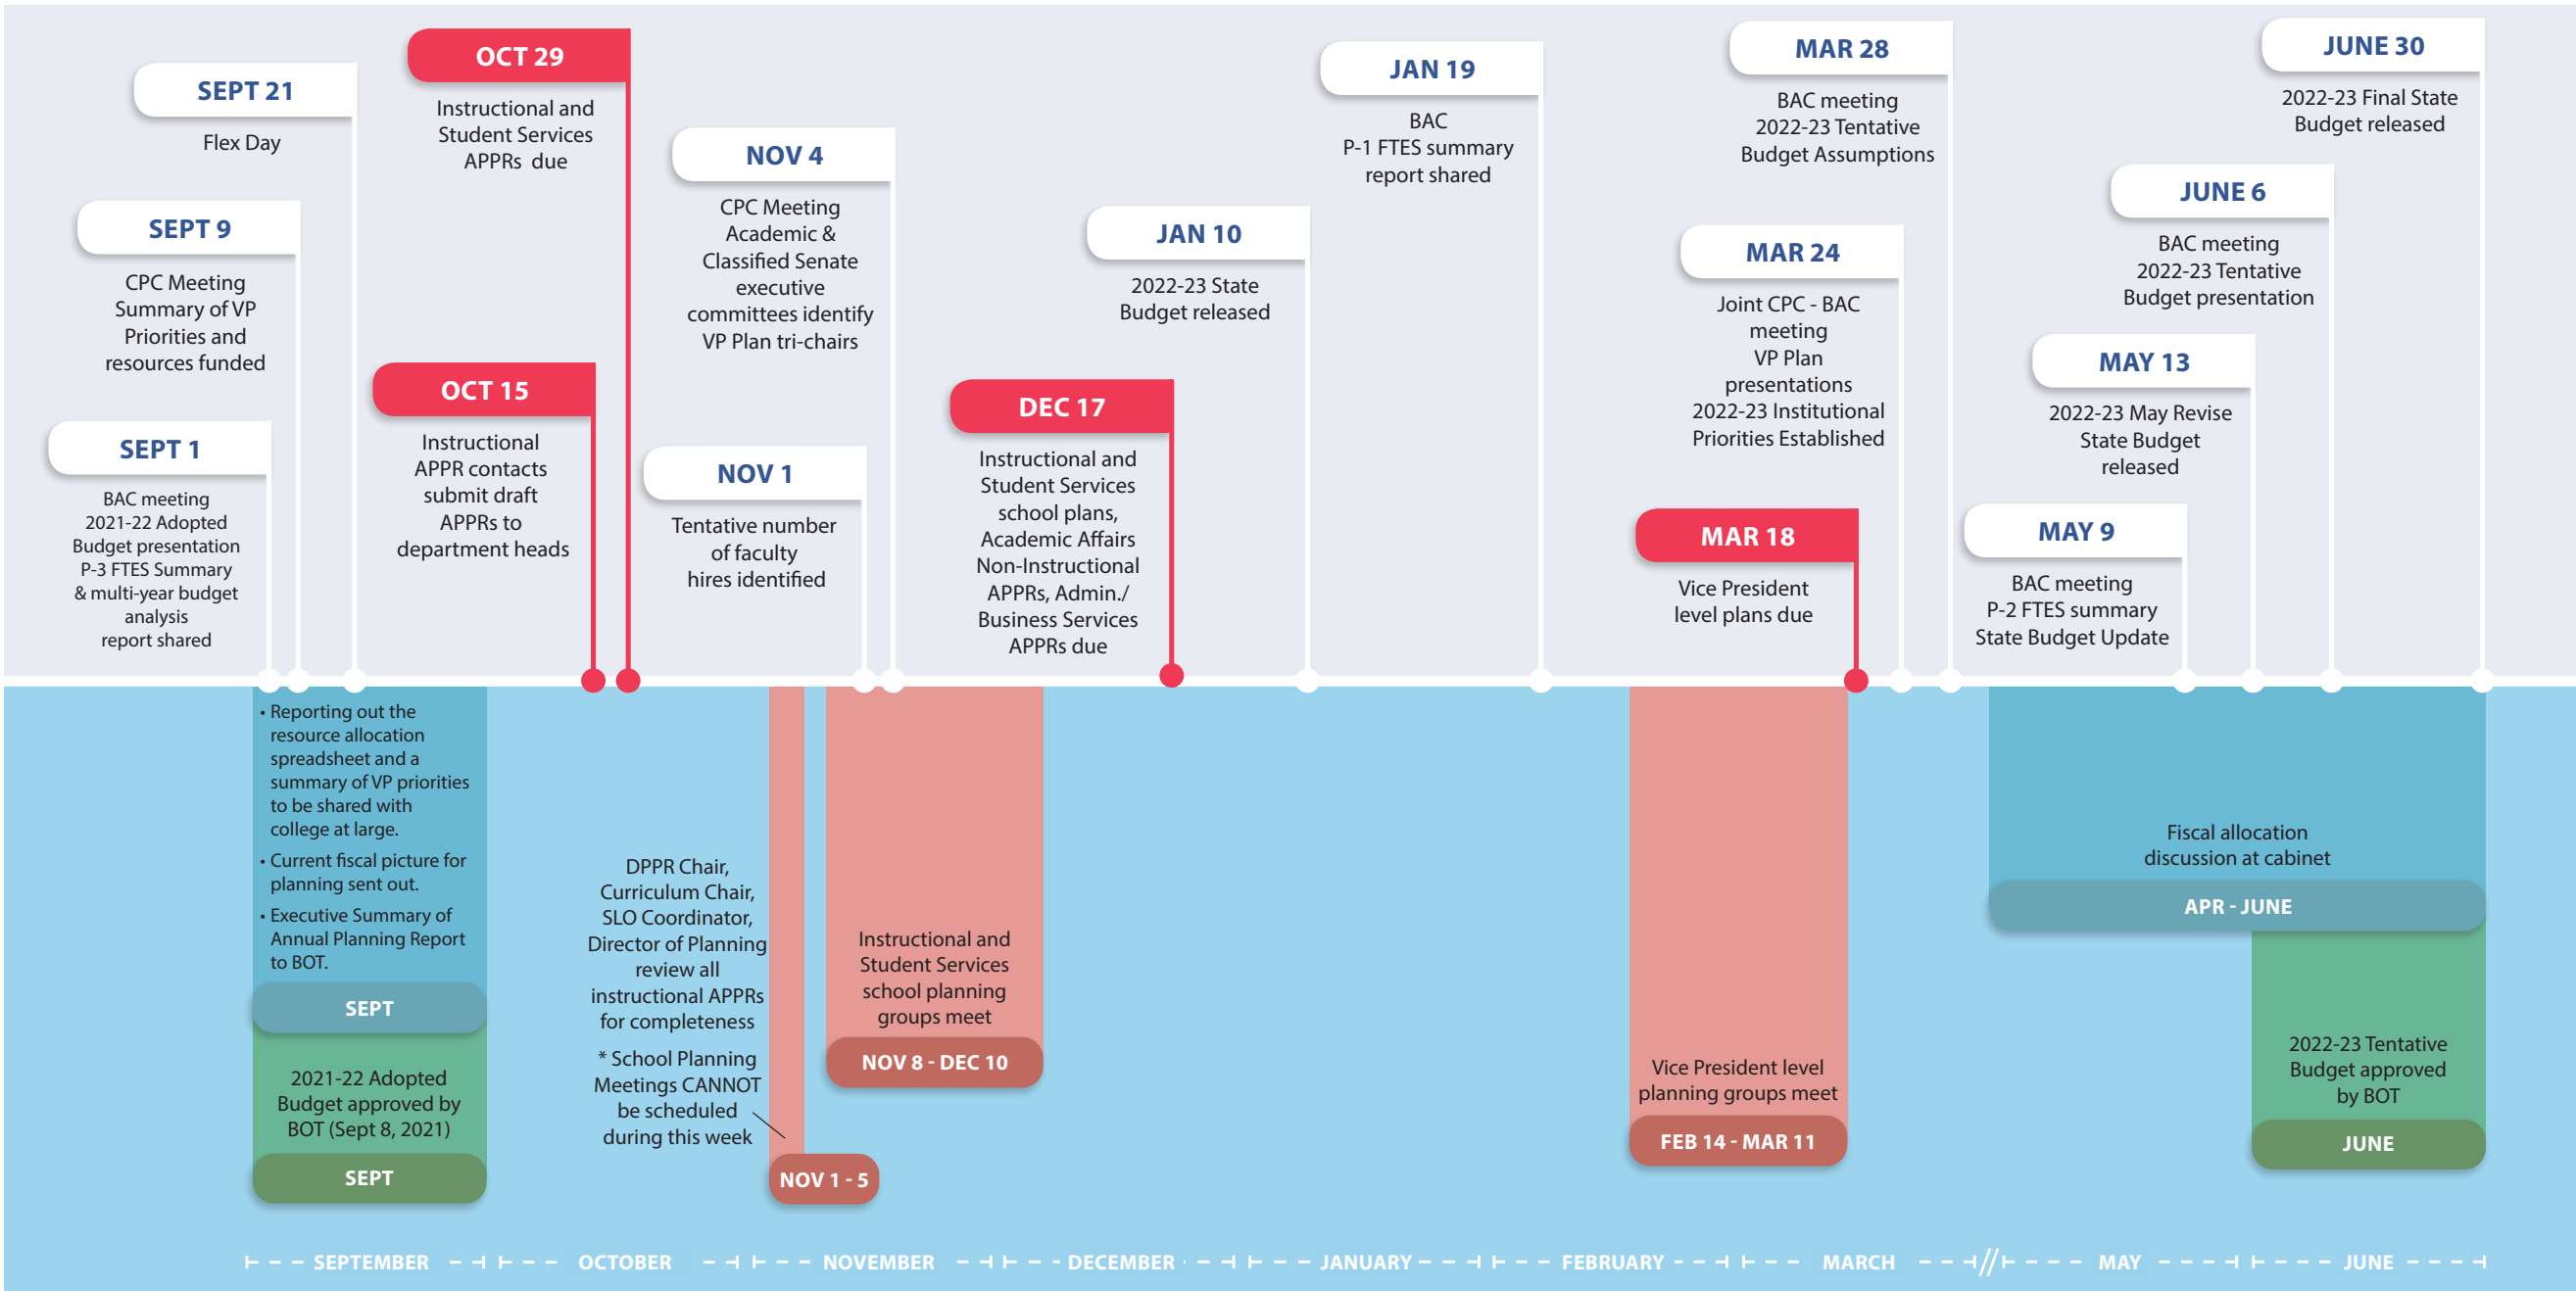 SEPT 1
BAC meeting
2021-22 Adopted
Budget presentation
P-3 FTES Summary
& multi-year budget
analysis
report shared
SEPT 9
CPC Meeting
Summary of VP
Priorities and
resources funded
SEPT 21
Flex Day
OCT 15
Instructional
APPR contacts
submit draft
APPRs to
department heads
OCT 29
Instructional and
Student Services
APPRs due
NOV 1
Tentative number
of faculty
hires identified
NOV 4
CPC Meeting
Academic &
Classified Senate
executive
committees identify
VP Plan tri-chairs
DEC 17
Instructional and
Student Services
school plans,
Academic Affairs
Non-Instructional
APPRs, Admin./
Business Services
APPRs due
JAN 10
2022-23 State
Budget released
JAN 19
BAC
P-1 FTES summary
report shared
MAR 18
Vice President
level plans due
MAR 24
Joint CPC - BAC
meeting
VP Plan
presentations
2022-23 Institutional
Priorities Established
MAR 28
BAC meeting
2022-23 Tentative
Budget Assumptions
MAY 9
BAC meeting
P-2 FTES summary
State Budget Update
MAY 13
2022-23 May Revise
State Budget
released
JUNE 6
BAC meeting
2022-23 Tentative
Budget presentation
JUNE 30
2022-23 Final State
Budget released
• Reporting out the
resource allocation
spreadsheet and a
summary of VP priorities
to be shared with
college at large.
• Current fiscal picture for
planning sent out.
• Executive Summary of
Annual Planning Report
to BOT.
SEPT
2021-22 Adopted
Budget approved by
BOT (Sept 8, 2021)
SEPT
DPPR Chair,
Curriculum Chair,
SLO Coordinator,
Director of Planning
review all
instructional APPRs
for completeness
* School Planning
Meetings CANNOT
be scheduled
during this week
NOV 1 - 5
Instructional and
Student Services
school planning
groups meet
NOV 8 - DEC 10
Vice President level
planning groups meet
FEB 14 - MAR 11
Fiscal allocation
discussion at cabinet
APR - JUNE
2022-23 Tentative
Budget approved
by BOT
JUNE
SEPTEMBER
OCTOBER
NOVEMBER
DECEMBER
JANUARY
FEBRUARY
MARCH
MAY
JUNE